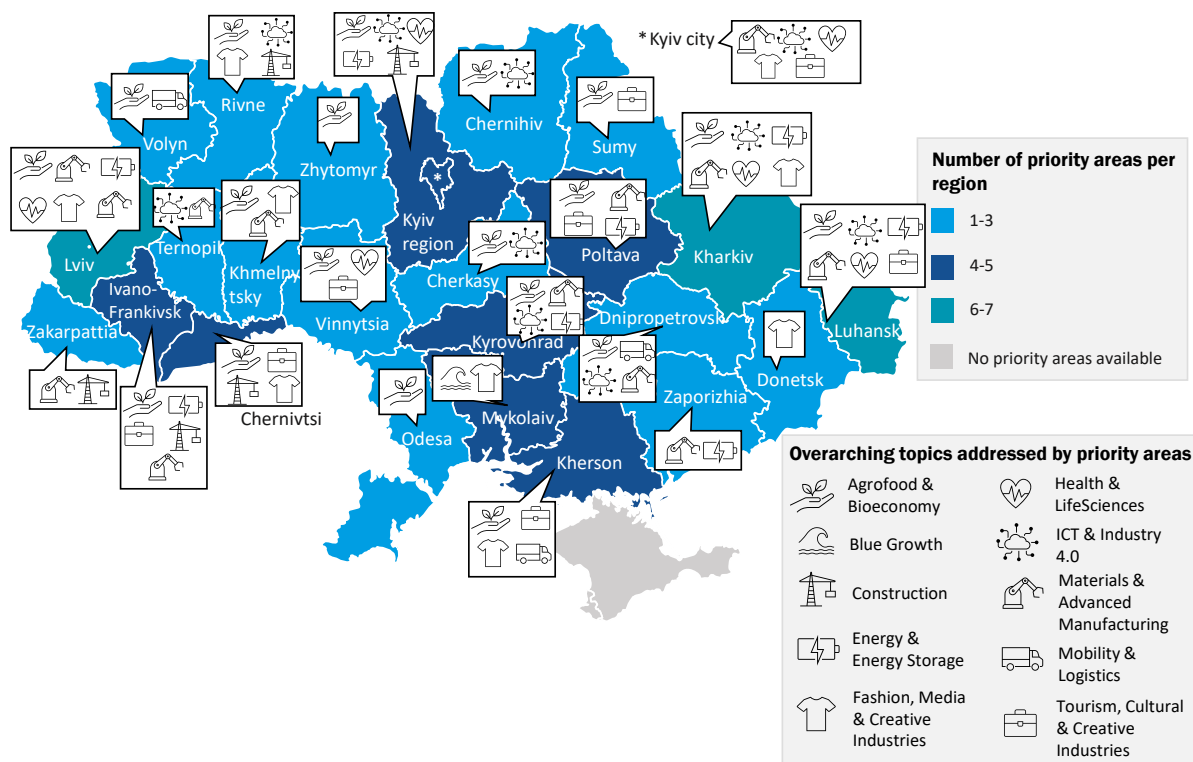 * Kyiv city
Rivne
Chernihiv
Volyn
Sumy
Zhytomyr
*
Kyiv
region
Ternopil
Poltava
Kharkiv
Lviv
Khmelny
tsky
Cherkasy
Ivano-
Frankivsk
Vinnytsia
Zakarpattia
Kyrovohrad
Dnipropetrovsk
Luhansk
Donetsk
Chernivtsi
Mykolaiv
Zaporizhia
Odesa
Kherson
Number of priority areas per
region
1-3
4-5
6-7
No priority areas available
Overarching topics addressed by priority areas
Agrofood &
Bioeconomy
Blue Growth
Construction
Energy &
Energy Storage
Fashion, Media
& Creative
Industries
Health &
LifeSciences
ICT & Industry
4.0
Materials &
Advanced
Manufacturing
Mobility &
Logistics
Tourism, Cultural
& Creative
Industries